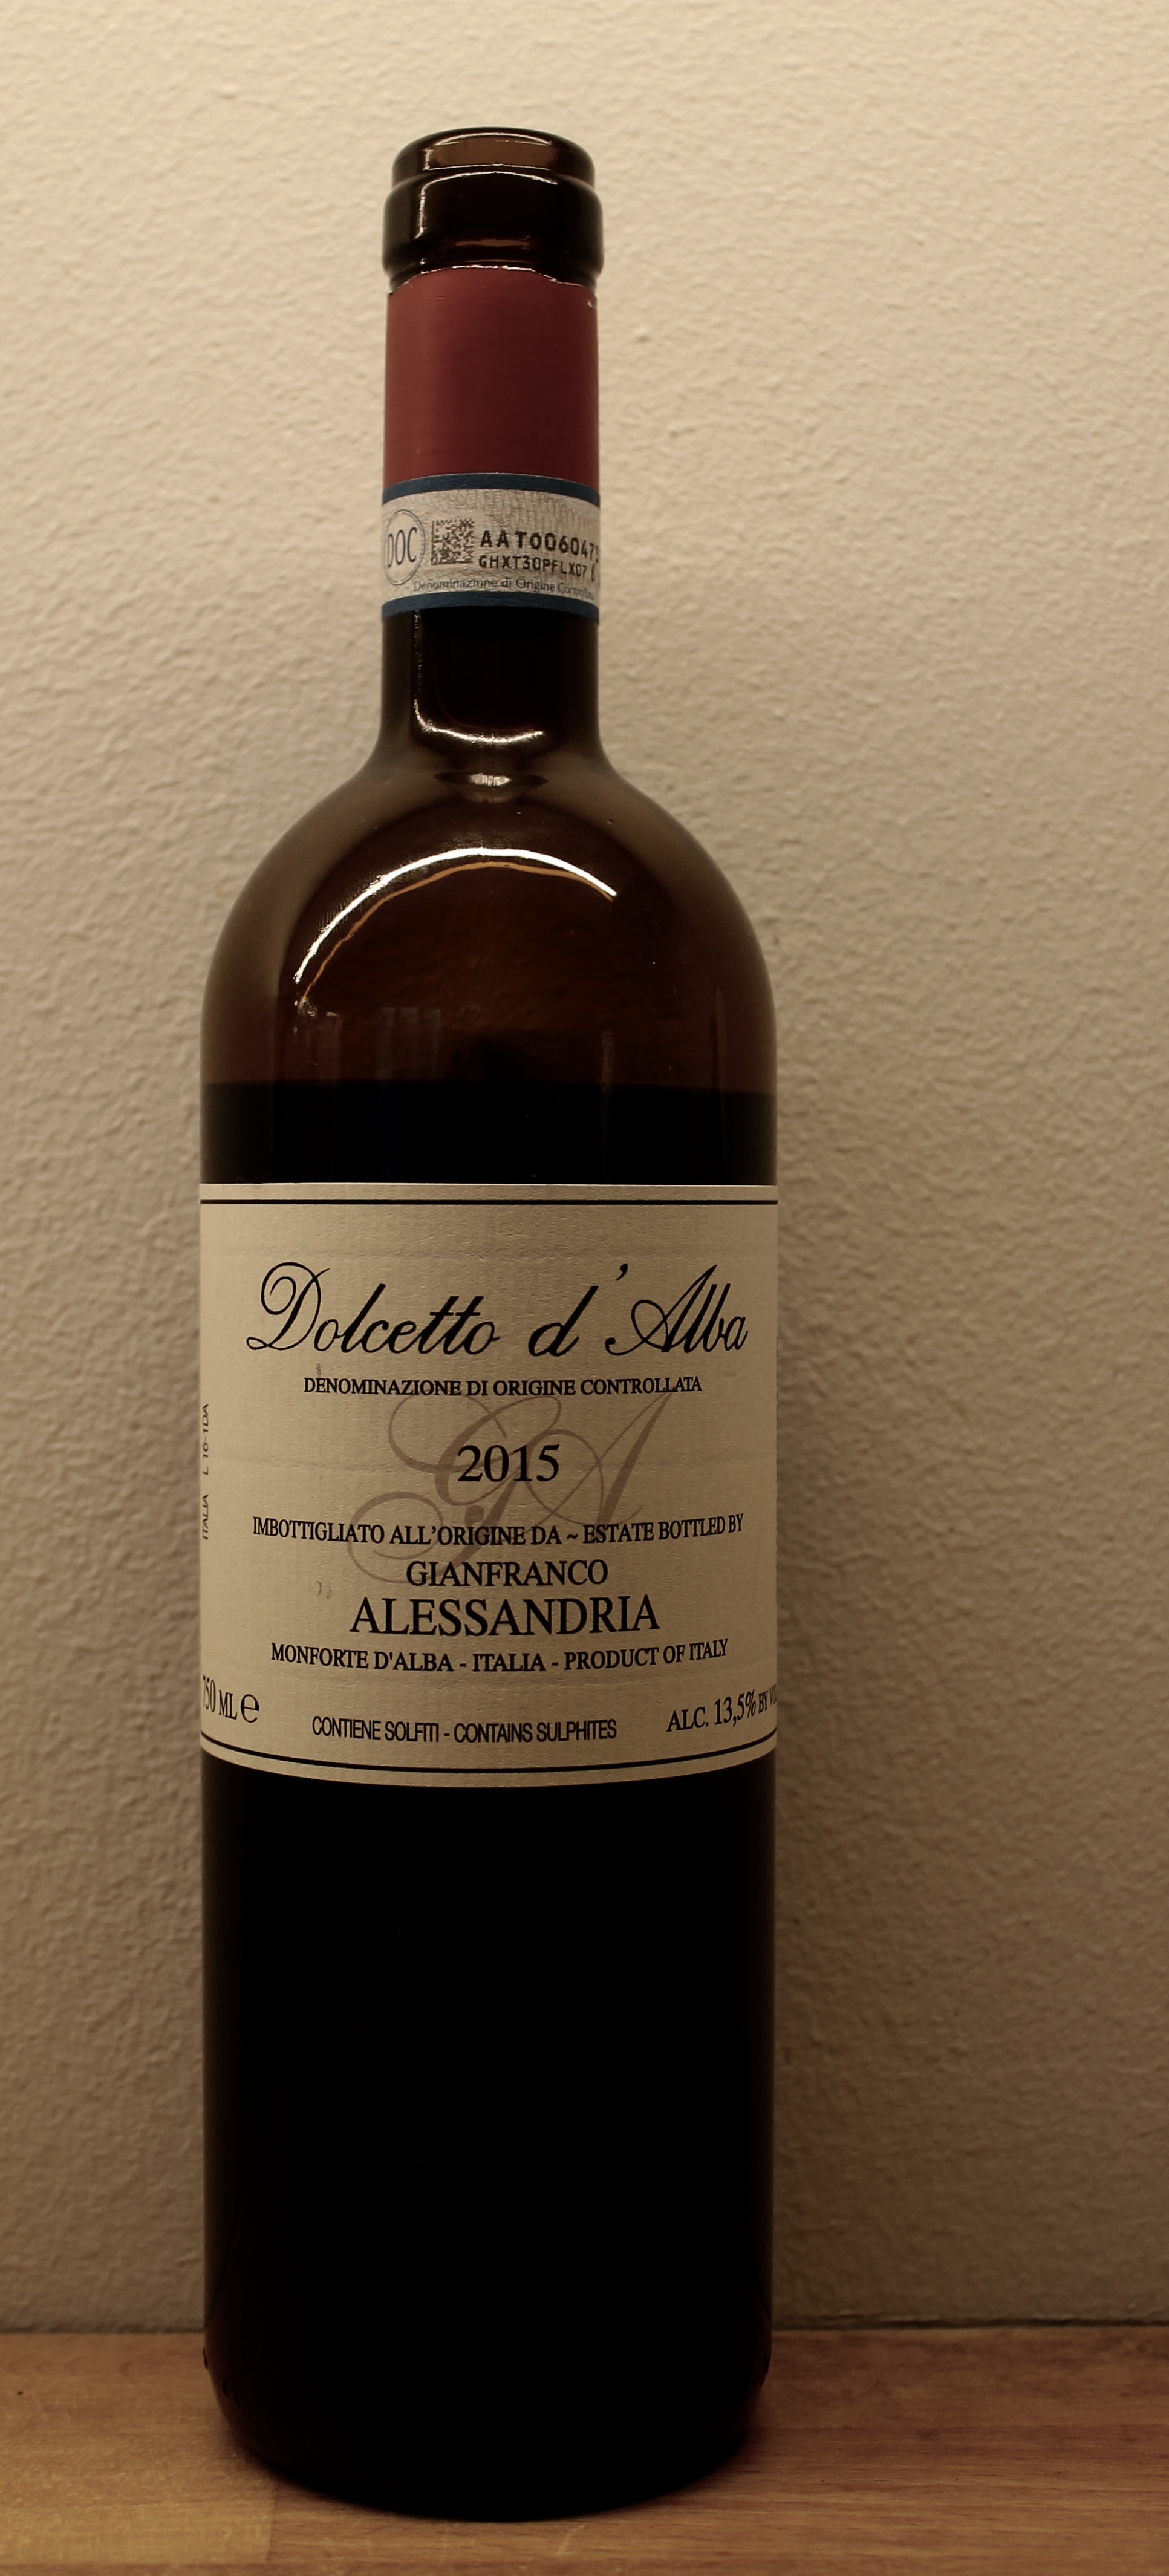 DOC
AAT0060471
GHXT30PFLX07
Denominazione di Origine
Dolcetto d'Alba
DENOMINAZIONE DI ORIGINE CONTROLLATA
GA
2015
IMBOTTIGLIATO ALL'ORIGINE DA ~ ESTATE BOTTLED BY
GIANFRANCO
ALESSANDRIA
MONFORTE D'ALBA - ITALIA - PRODUCT OF ITALY
750 ML e
CONTIENE SOLFITI - CONTAINS SULPHITES
ALC. 13,5% BY
ITALIA L 16-1DA